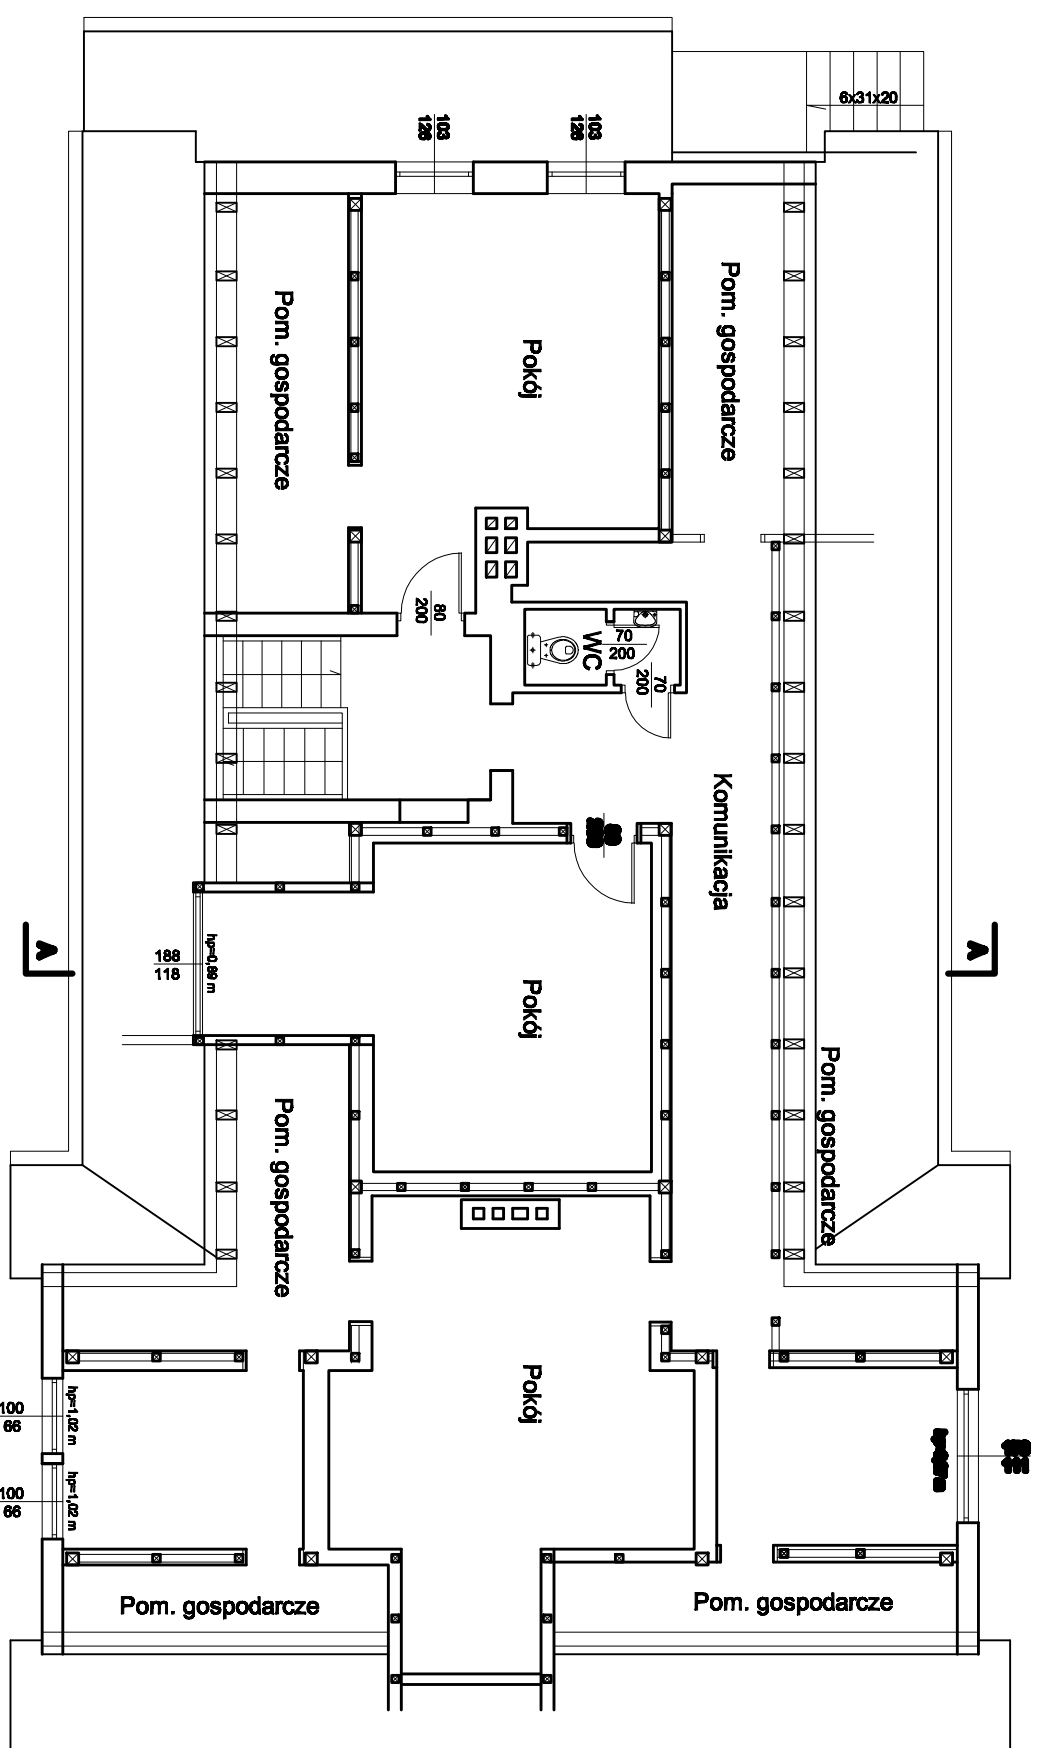 6x31x20
103
126
103
126
Pom. gospodarcze
Pom. gospodarcze
Pokój
80
200
WC
70
200
70
200
Komunikacja
A
A
188
118
hp=0,89 m
Pokój
Pom. gospodarcze
Pom. gospodarcze
Pokój
100
66
hp=1,02 m
100
66
hp=1,02 m
Pom. gospodarcze
Pom. gospodarcze